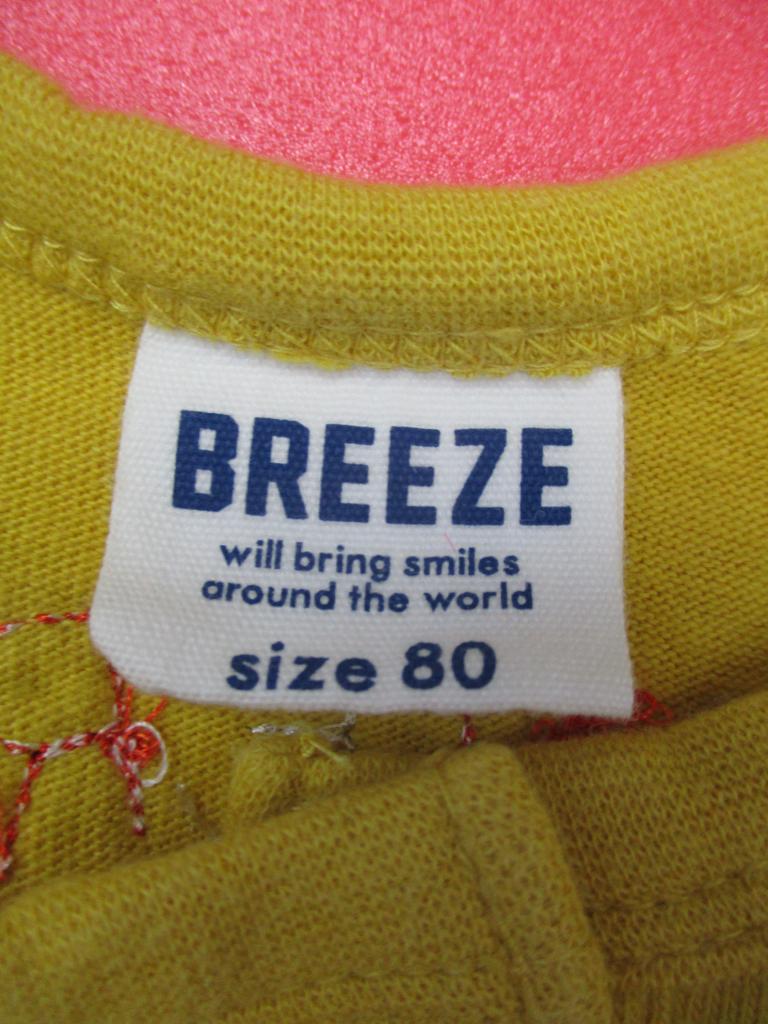 BREEZE
will bring smiles
around the world
size 80